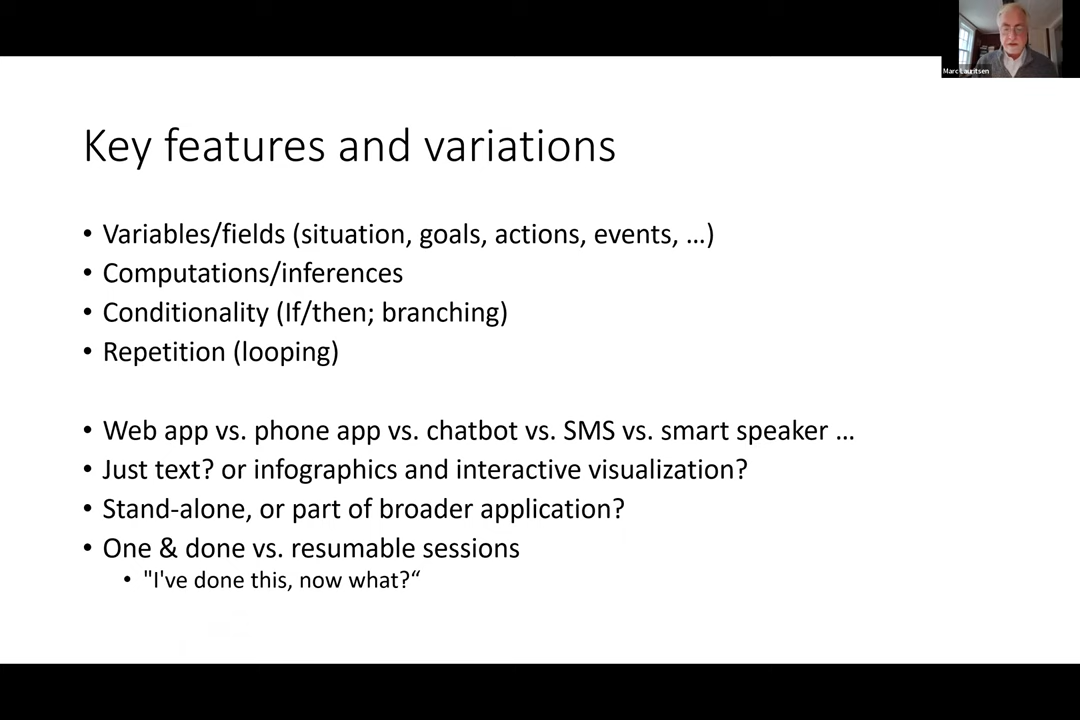 Marc Lauritsen
Key features and variations
• Variables/fields (situation, goals, actions, events, …)
• Computations/inferences
• Conditionality (If/then; branching)
• Repetition (looping)
• Web app vs. phone app vs. chatbot vs. SMS vs. smart speaker …
• Just text? or infographics and interactive visualization?
• Stand-alone, or part of broader application?
• One & done vs. resumable sessions
• "I've done this, now what?“